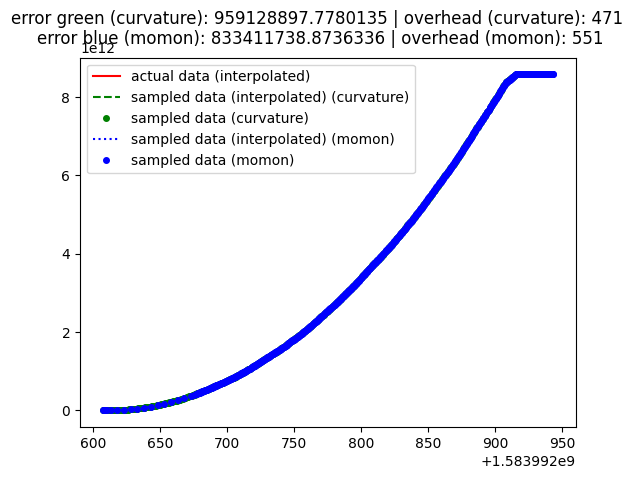 error green (curvature): 959128897.7780135 | overhead (curvature): 471
error blue (momon): 833411738.8736336 | overhead (momon): 551
1e12
actual data (interpolated)
sampled data (interpolated) (curvature)
sampled data (curvature)
sampled data (interpolated) (momon)
sampled data (momon)
8
6
4
2
0
600 650 700 750 800 850 900 950
+1.583992e9